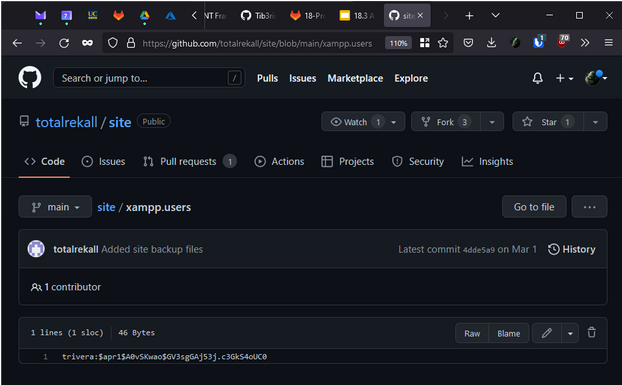 NT Fra
Tib3ri
18-Pro
18.3 A
site
https://github.com/totalrekall/site/blob/main/xampp.users
110%
1
70
Search or jump to...
/
Pulls
Issues
Marketplace
Explore
totalrekall / site
Public
Watch
1
Fork
3
Star
1
Code
Issues
Pull requests
1
Actions
Projects
Security
Insights
main
site / xampp.users
Go to file
totalrekall Added site backup files
Latest commit 4dde5a9 on Mar 1
History
1 contributor
1 lines (1 sloc)
46 Bytes
Raw
Blame
1
trivera:$apr1$A0vSKwao$GV3sgGAj53j.c3GkS4oUC0